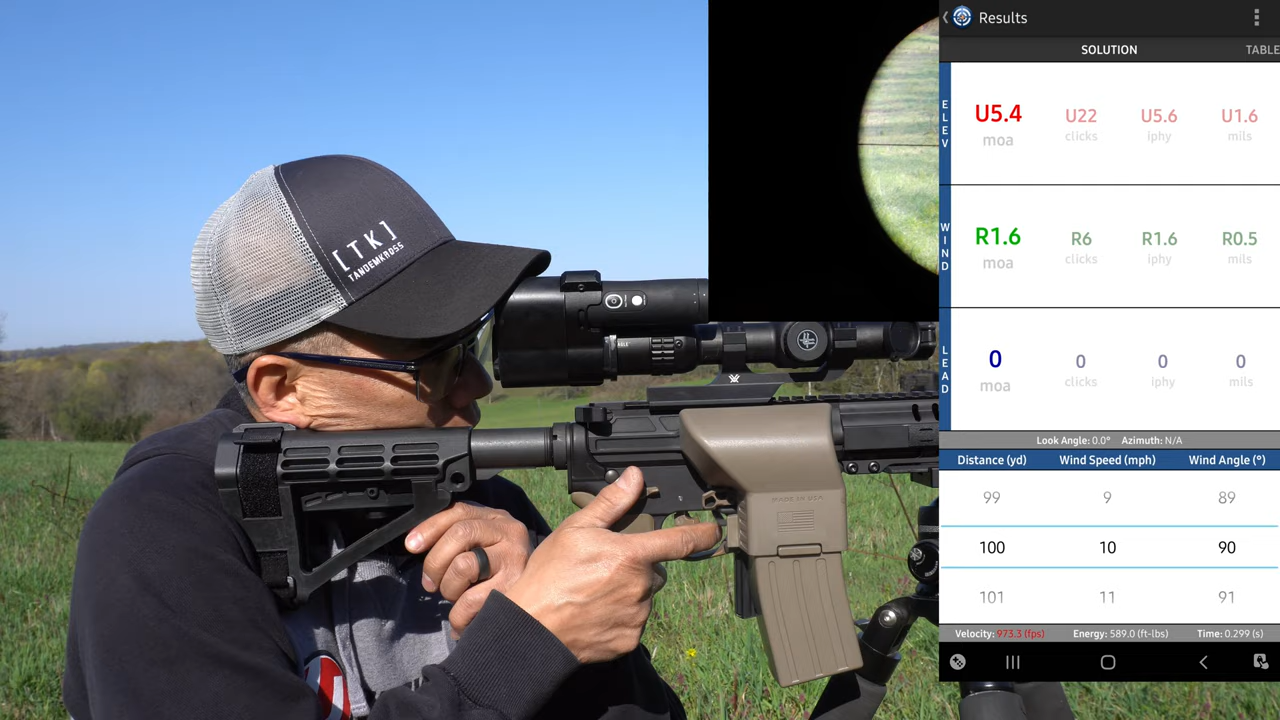 Results
SOLUTION
TABLE
ELEV
U5.4
U22
U5.6
U1.6
moa
clicks
iphy
mils
WIND
R1.6
R6
R1.6
R0.5
moa
clicks
iphy
mils
LEAD
0
0
0
0
moa
clicks
iphy
mils
Look Angle: 0.0° Azimuth: N/A
Distance (yd)
Wind Speed (mph)
Wind Angle (°)
99
9
89
100
10
90
101
11
91
Velocity: 973.3 (fps)
Energy: 589.0 (ft-lbs)
Time: 0.299 (s)
[TK]
TANDEMKROSS
MADE IN USA